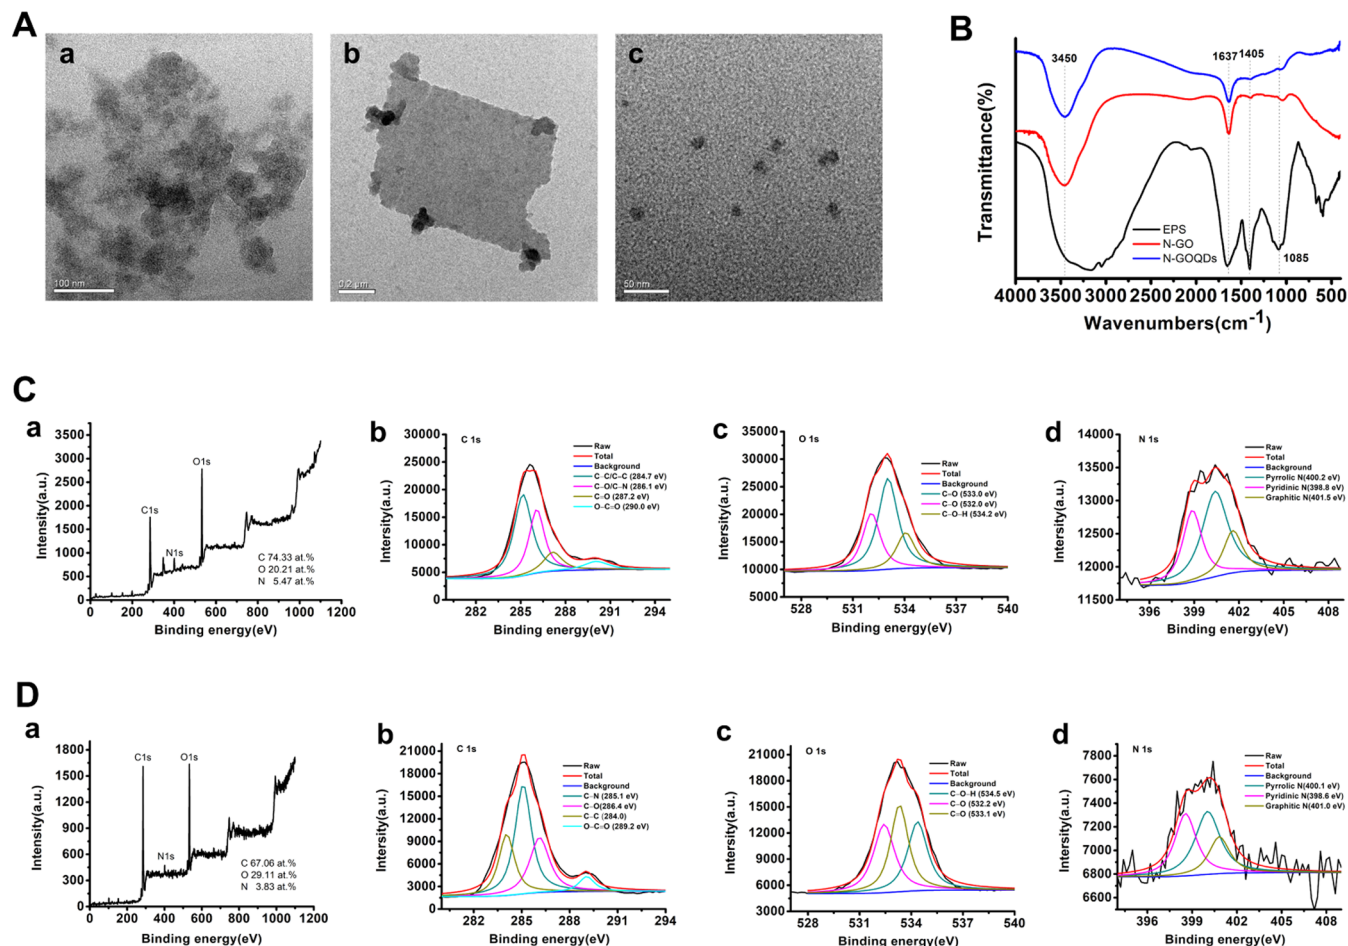 A
a
100 nm
b
0.2 µm
c
50 nm
B
3450
1637
1405
1085
EPS
N-GO
N-GOQDs
Transmittance(%)
4000 3500 3000 2500 2000 1500 1000 500
Wavenumbers(cm⁻¹)
C
a
3500
3000
2500
2000
1500
1000
500
0
O1s
C1s
N1s
C 74.33 at.%
O 20.21 at.%
N 5.47 at.%
Intensity(a.u.)
0 200 400 600 800 1000 1200
Binding energy(eV)
b
C 1s
30000
25000
20000
15000
10000
5000
0
Raw
Total
Background
C–C/C=C (284.7 eV)
C–O/C–N (286.1 eV)
C=O (287.2 eV)
O–C=O (290.0 eV)
Intensity(a.u.)
282 285 288 291 294
Binding energy(eV)
c
O 1s
35000
30000
25000
20000
15000
10000
5000
Raw
Total
Background
(533.0 eV)
(532.0 eV)
C–O–H (534.2 eV)
Intensity(a.u.)
528 531 534 537 540
Binding energy(eV)
d
N 1s
14000
13500
13000
12500
12000
11500
Raw
Total
Background
Pyrrolic N(400.2 eV)
Pyridinic N(398.8 eV)
Graphitic N(401.5 eV)
Intensity(a.u.)
396 399 402 405 408
Binding energy(eV)
D
a
1800
1500
1200
900
600
300
0
C1s
O1s
N1s
C 67.06 at.%
O 29.11 at.%
N 3.83 at.%
Intensity(a.u.)
0 200 400 600 800 1000 1200
Binding energy(eV)
b
C 1s
21000
18000
15000
12000
9000
6000
3000
0
Raw
Total
Background
C–N (285.1 eV)
C–O(286.4 eV)
(284.0)
O–C=O (289.2 eV)
Intensity(a.u.)
282 285 288 291 294
Binding energy(eV)
c
O 1s
21000
18000
15000
12000
9000
6000
3000
Raw
Total
Background
C–O–H (534.5 eV)
(532.2 eV)
(533.1 eV)
Intensity(a.u.)
528 531 534 537 540
Binding energy(eV)
d
N 1s
7800
7600
7400
7200
7000
6800
6600
Raw
Total
Background
Pyrrolic N(400.1 eV)
Pyridinic N(398.6 eV)
Graphitic N(401.0 eV)
Intensity(a.u.)
396 399 402 405 408
Binding energy(eV)